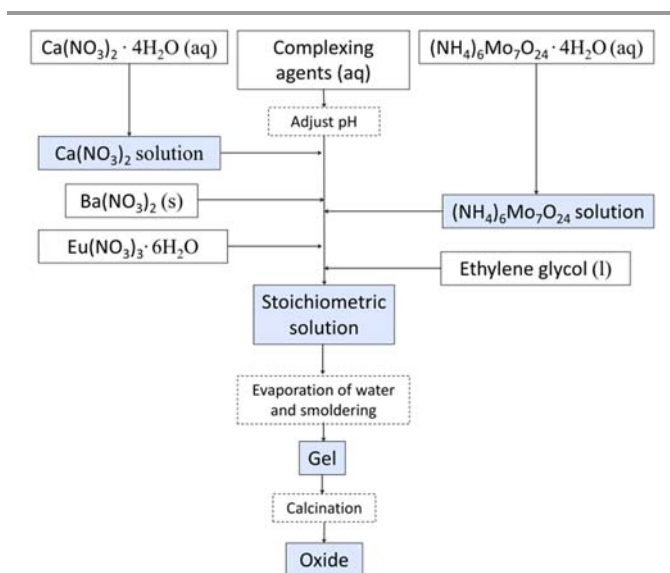 Ca(NO₃)₂ · 4H₂O (aq)
Complexing
agents (aq)
(NH₄)₆Mo₇O₂₄ · 4H₂O (aq)
Adjust pH
Ca(NO₃)₂ solution
Ba(NO₃)₂ (s)
(NH₄)₆Mo₇O₂₄ solution
Eu(NO₃)₃ · 6H₂O
Ethylene glycol (l)
Stoichiometric
solution
Evaporation of water
and smoldering
Gel
Calcination
Oxide